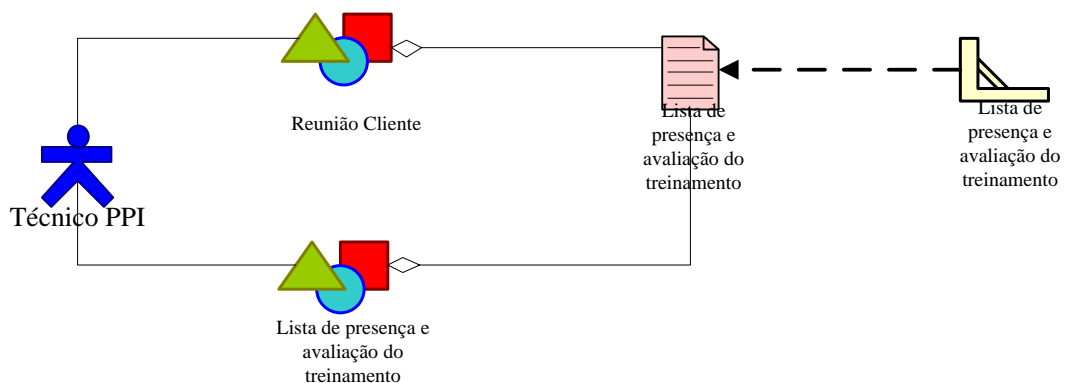 Reunião Cliente
Lista de
presença e
avaliação do
treinamento
Lista de
presença e
avaliação do
treinamento
Técnico PPI
Lista de presença e
avaliação do
treinamento